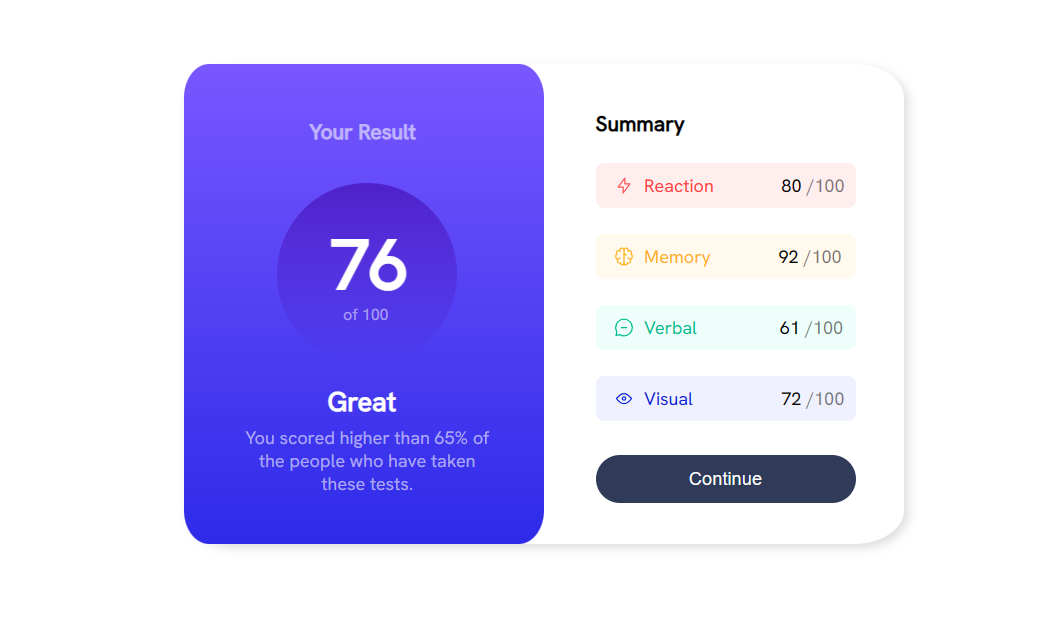 Your Result
76
of 100
Great
You scored higher than 65% of
the people who have taken
these tests.
Summary
Reaction 80 /100
Memory 92 /100
Verbal 61 /100
Visual 72 /100
Continue